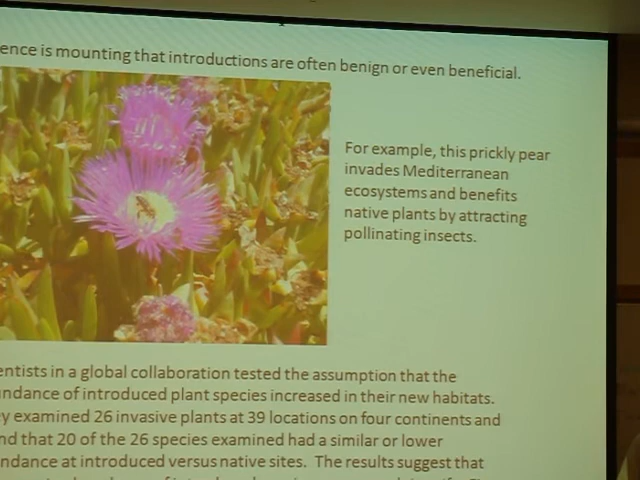 ence is mounting that introductions are often benign or even beneficial.
For example, this prickly pear
invades Mediterranean
ecosystems and benefits
native plants by attracting
pollinating insects.
entists in a global collaboration tested the assumption that the
ndance of introduced plant species increased in their new habitats.
y examined 26 invasive plants at 39 locations on four continents and
nd that 20 of the 26 species examined had a similar or lower
ndance at introduced versus native sites. The results suggest that